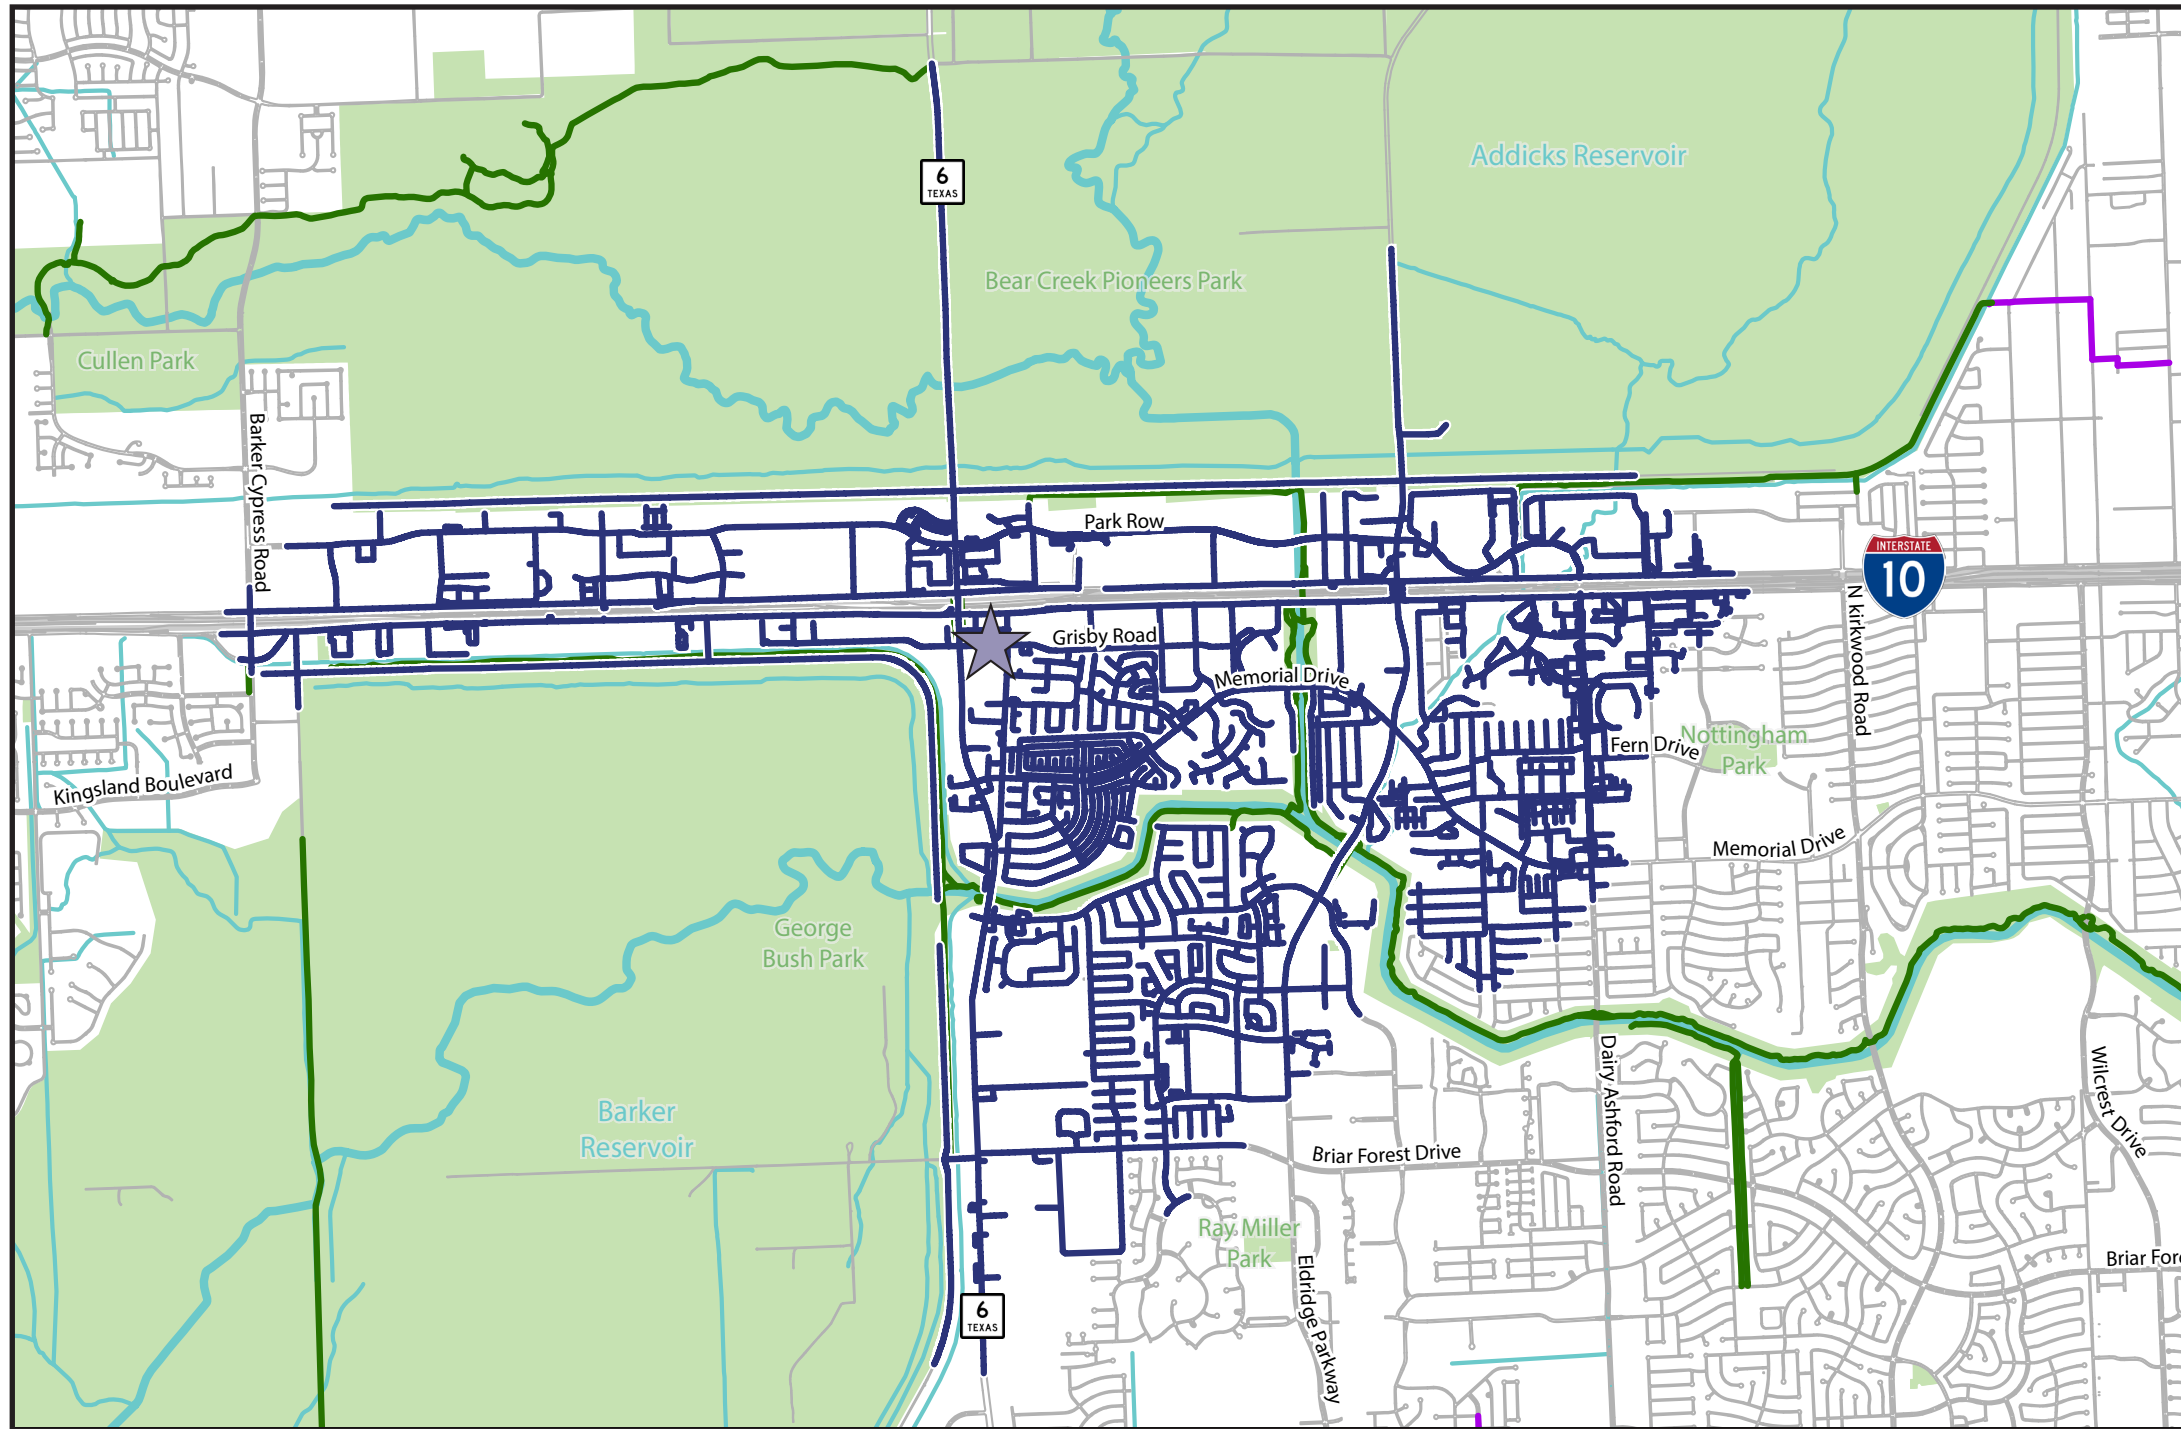 6
TEXAS
Addicks Reservoir
Bear Creek Pioneers Park
Cullen Park
Barker Cypress Road
Park Row
INTERSTATE
10
N kirkwood Road
Grisby Road
Memorial Drive
Nottingham
Park
Fern Drive
Kingsland Boulevard
Memorial Drive
George
Bush Park
Barker
Reservoir
Dairy Ashford Road
Wilcrest Drive
Briar Forest Drive
Ray Miller
Park
Eldridge Parkway
Briar Fore
6
TEXAS